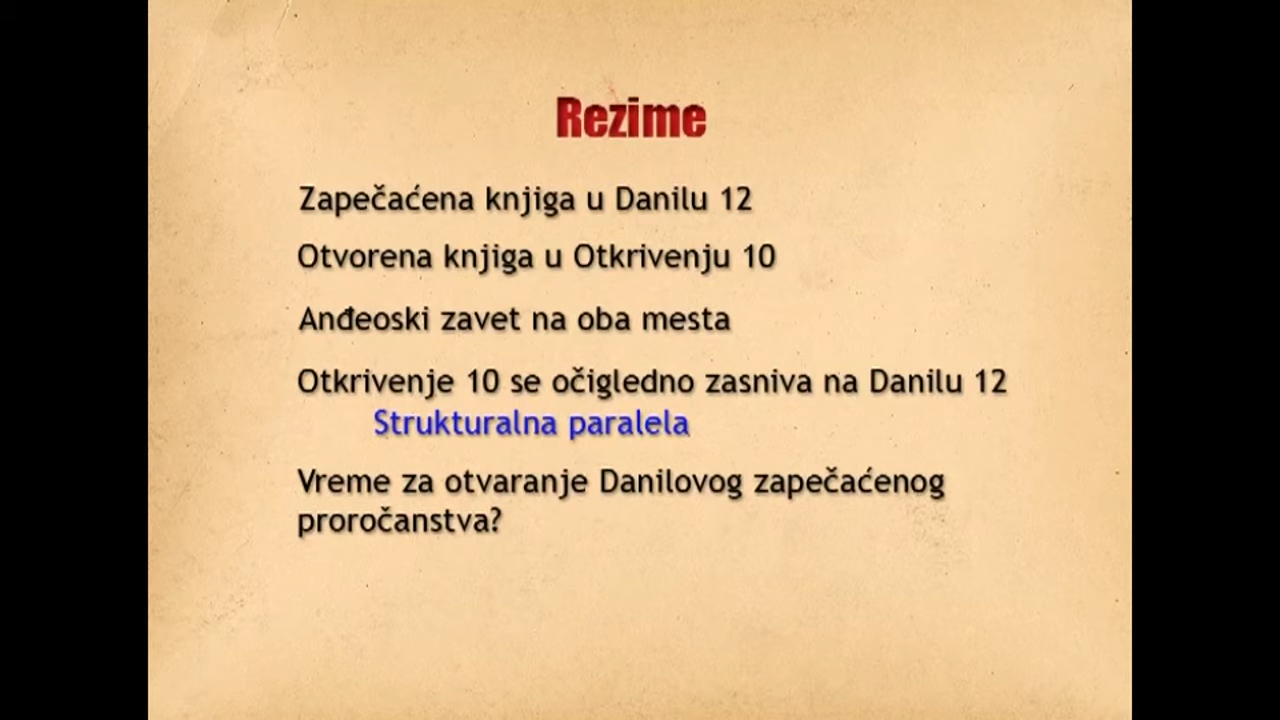 Rezime
Zapečaćena knjiga u Danilu 12
Otvorena knjiga u Otkrivenju 10
Anđeoski zavet na oba mesta
Otkrivenje 10 se očigledno zasniva na Danilu 12
Strukturalna paralela
Vreme za otvaranje Danilovog zapečaćenog
proročanstva?